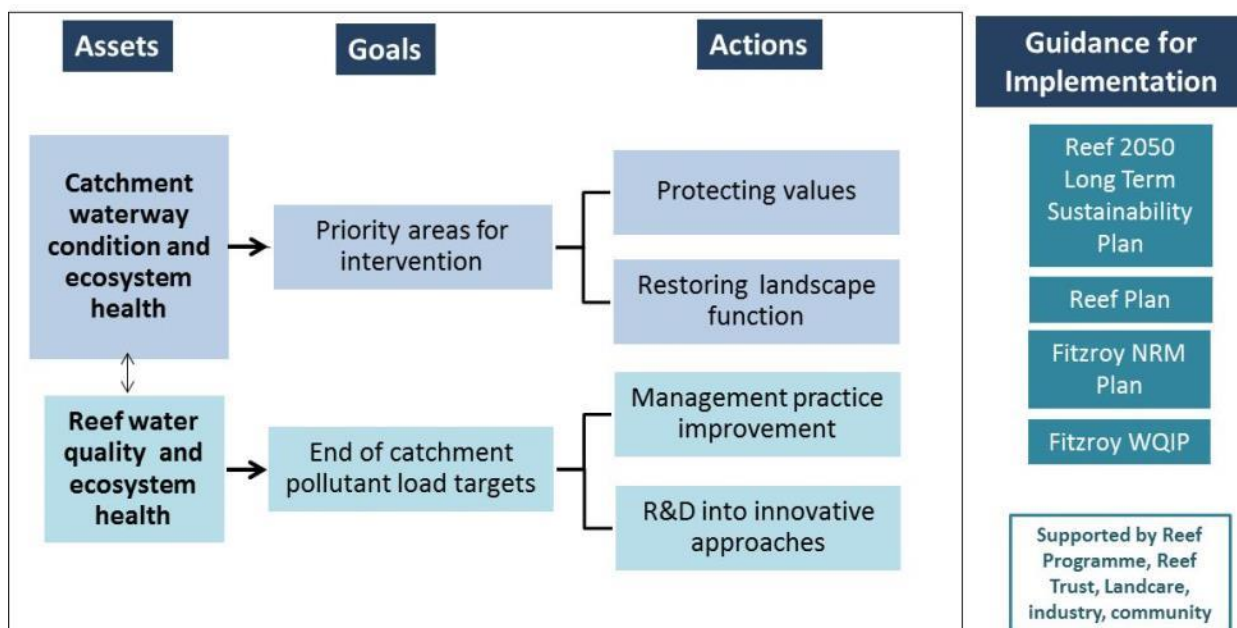 Assets
Goals
Actions
Catchment
waterway
condition and
ecosystem
health
Priority areas for
intervention
Protecting values
Restoring landscape
function
Reef water
quality and
ecosystem
health
End of catchment
pollutant load targets
Management practice
improvement
R&D into innovative
approaches
Guidance for
Implementation
Reef 2050
Long Term
Sustainability
Plan
Reef Plan
Fitzroy NRM
Plan
Fitzroy WQIP
Supported by Reef
Programme, Reef
Trust, Landcare,
industry, community